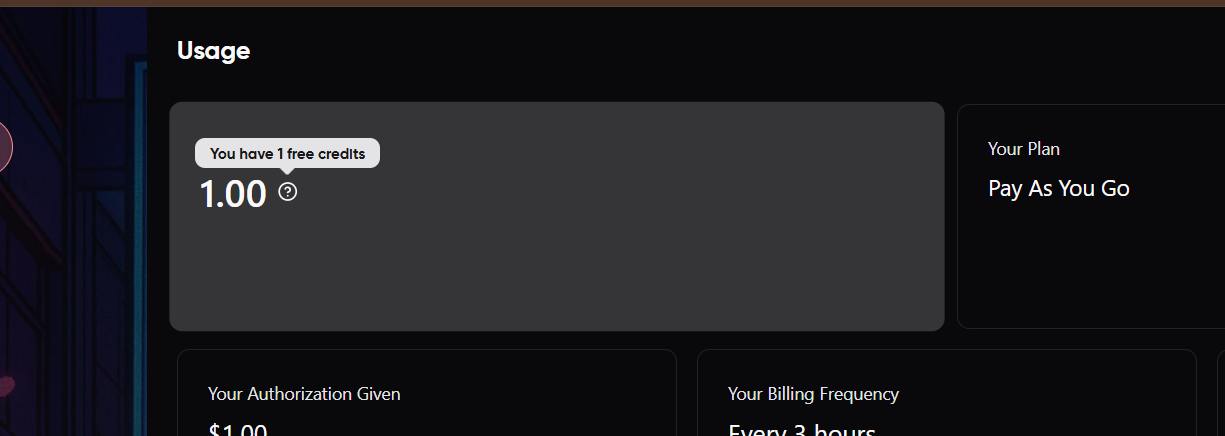 Usage
You have 1 free credits
1.00
Your Plan
Pay As You Go
Your Authorization Given
$1.00
Your Billing Frequency
Every 3 hours